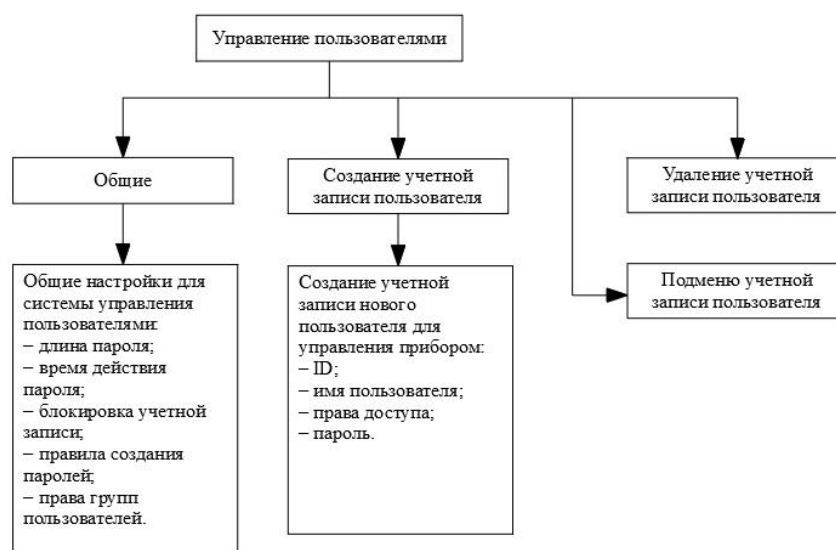 Управление пользователями
Общие
Создание учетной
записи пользователя
Удаление учетной
записи пользователя
Общие настройки для
системы управления
пользователями:
– длина пароля;
– время действия
пароля;
– блокировка учетной
записи;
– правила создания
паролей;
– права групп
пользователей.
Создание учетной
записи нового
пользователя для
управления прибором:
– ID;
– имя пользователя;
– права доступа;
– пароль.
Подменю учетной
записи пользователя